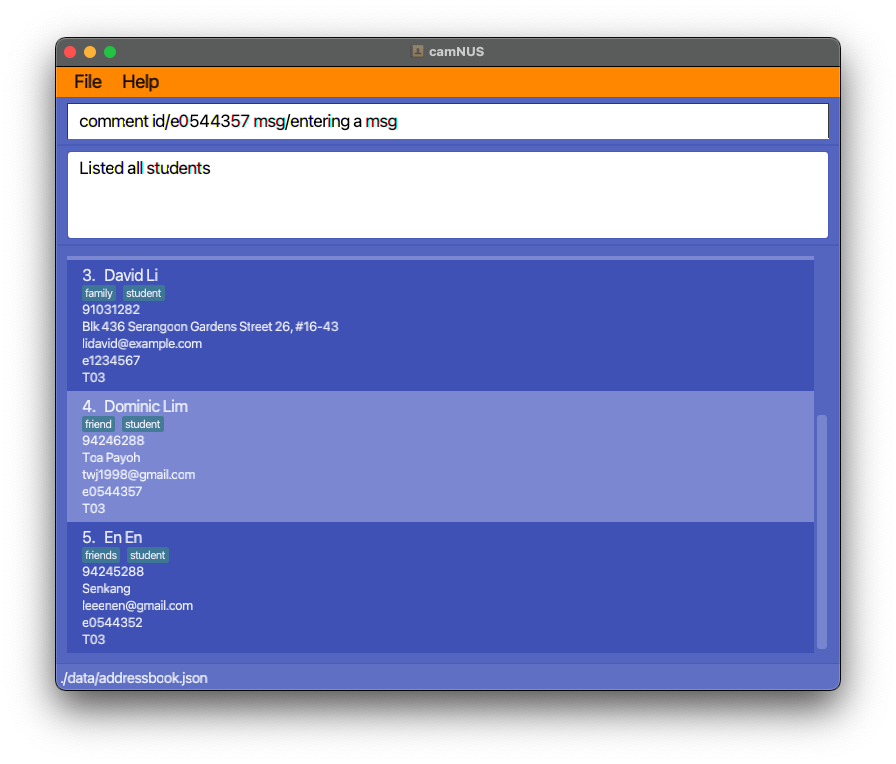 camNUS
File Help
comment id/e0544357 msg/entering a msg
Listed all students
3. David Li
family student
91031282
Blk 436 Serangoon Gardens Street 26, #16-43
lidavid@example.com
e1234567
T03
4. Dominic Lim
friend student
94246288
Toa Payoh
twj1998@gmail.com
e0544357
T03
5. En En
friends student
94245288
Senkang
leeenen@gmail.com
e0544352
T03
./data/addressbook.json